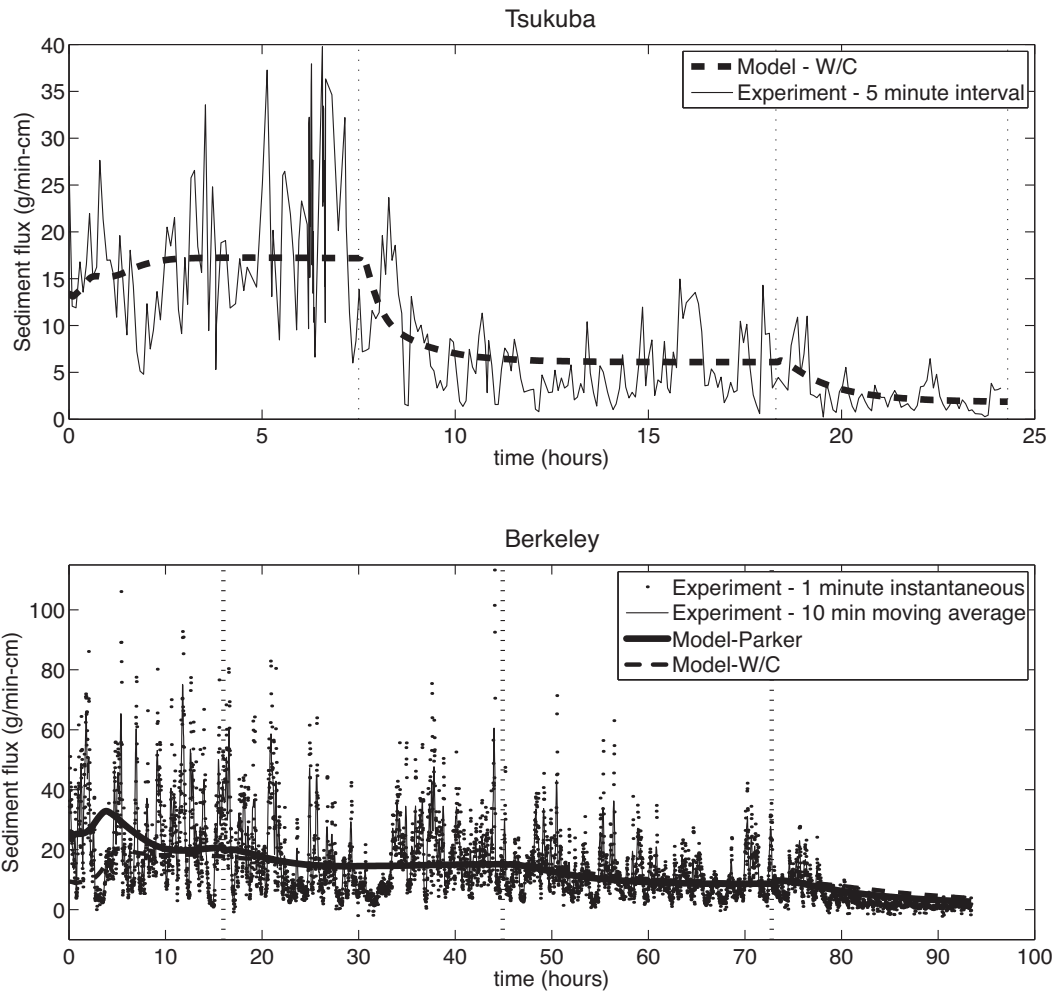 Tsukuba
40
35
30
25
20
15
10
5
0
Sediment flux (g/min-cm)
Model - W/C
Experiment - 5 minute interval
0 5 10 15 20 25
time (hours)
Berkeley
100
80
60
40
20
0
Sediment flux (g/min-cm)
Experiment - 1 minute instantaneous
Experiment - 10 min moving average
Model-Parker
Model-W/C
0 10 20 30 40 50 60 70 80 90 100
time (hours)